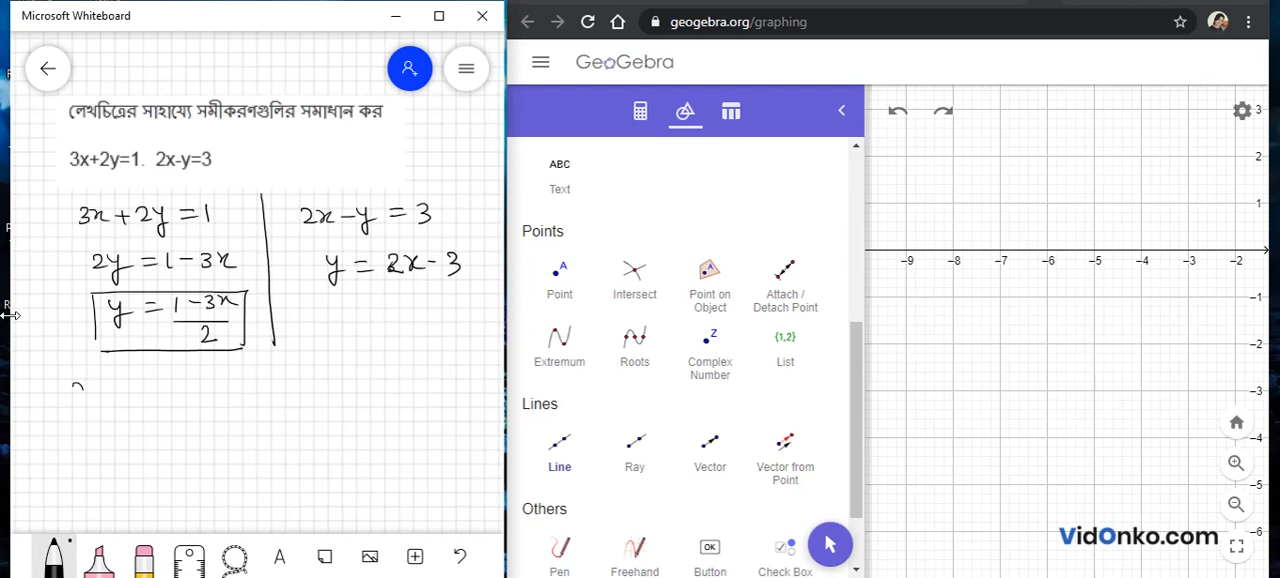 Microsoft Whiteboard
লেখচিত্রের সাহায্যে সমীকরণগুলির সমাধান কর
3x+2y=1. 2x-y=3
3x+2y=1
2y=1-3x
y = 1-3x
2
2x-y=3
y=2x-3
A
geogebra.org/graphing
GeoGebra
ABC
Text
Points
A
A
Point
Intersect
Point on
Object
Attach /
Detach Point
Z
{1,2}
Extremum
Roots
Complex
Number
List
Lines
Line
Ray
Vector
Vector from
Point
Others
OK
Pen
Freehand
Button
Check Box
3
2
1
-9 -8 -7 -6 -5 -4 -3 -2
-1
-2
-3
-4
-5
-6
VidOnko.com